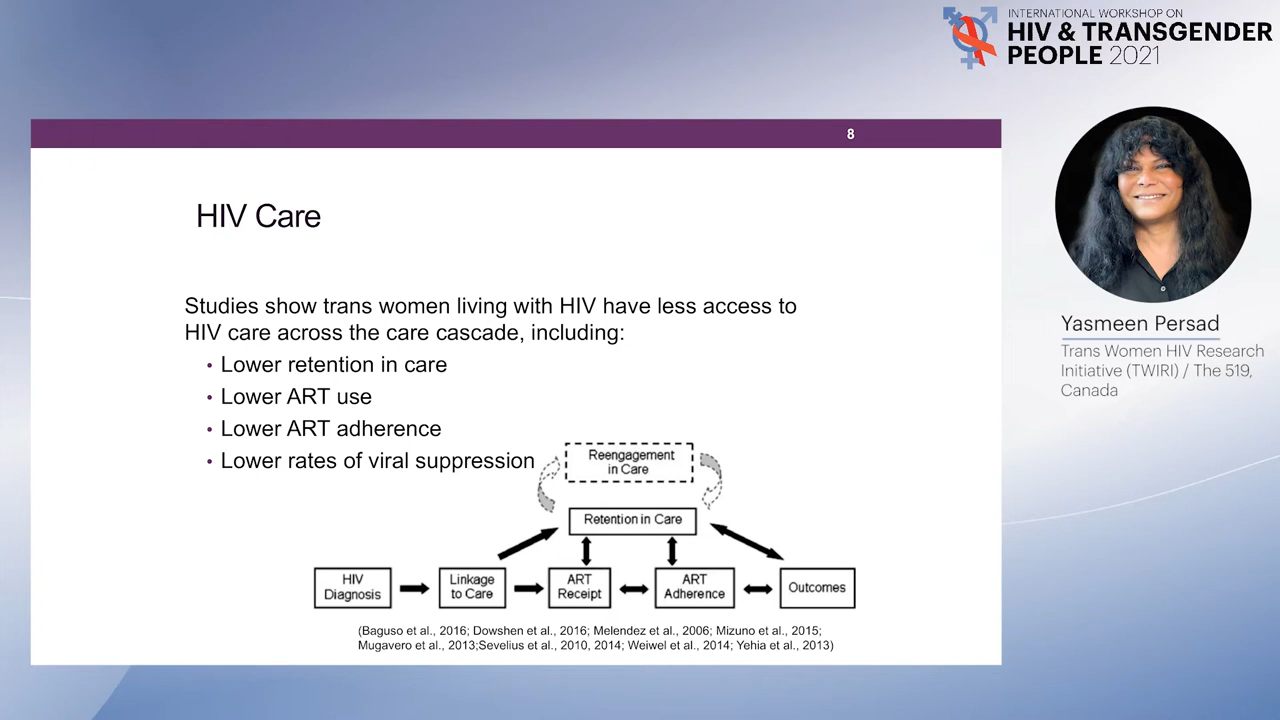 INTERNATIONAL WORKSHOP ON
HIV & TRANSGENDER
PEOPLE 2021
8
HIV Care
Studies show trans women living with HIV have less access to
HIV care across the care cascade, including:
• Lower retention in care
• Lower ART use
• Lower ART adherence
• Lower rates of viral suppression
Reengagement
in Care
Retention in Care
HIV
Diagnosis
Linkage
to Care
ART
Receipt
ART
Adherence
Outcomes
(Baguso et al., 2016; Dowshen et al., 2016; Melendez et al., 2006; Mizuno et al., 2015;
Mugavero et al., 2013;Sevelius et al., 2010, 2014; Weiwel et al., 2014; Yehia et al., 2013)
Yasmeen Persad
Trans Women HIV Research
Initiative (TWIRI) / The 519,
Canada